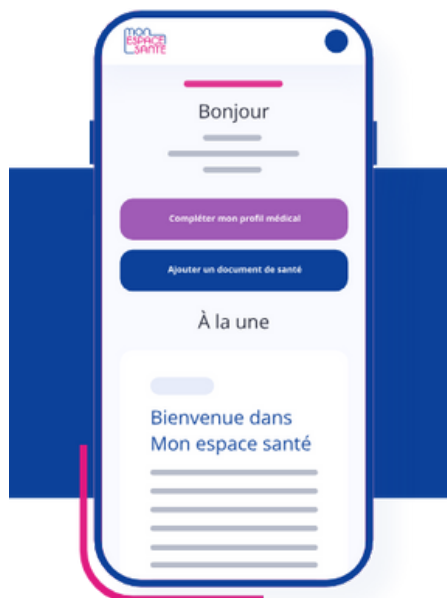 MON
ESPACE
SANTÉ
Bonjour
Compléter mon profil médical
Ajouter un document de santé
À la une
Bienvenue dans
Mon espace santé